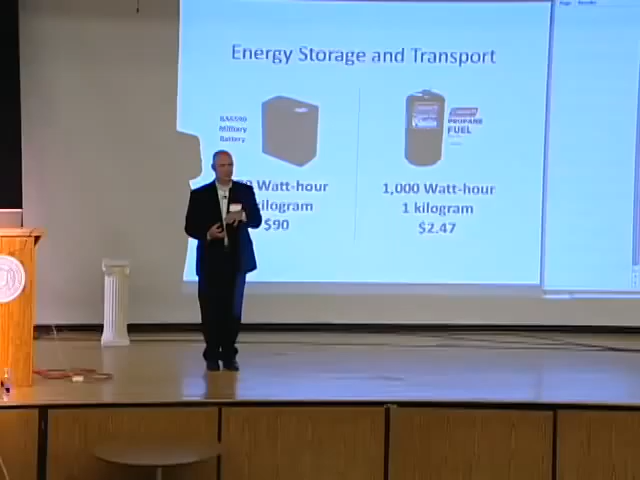 Energy Storage and Transport
BA5590
Military
Battery
PROPANE
FUEL
Watt-hour
kilogram
$90
1,000 Watt-hour
1 kilogram
$2.47